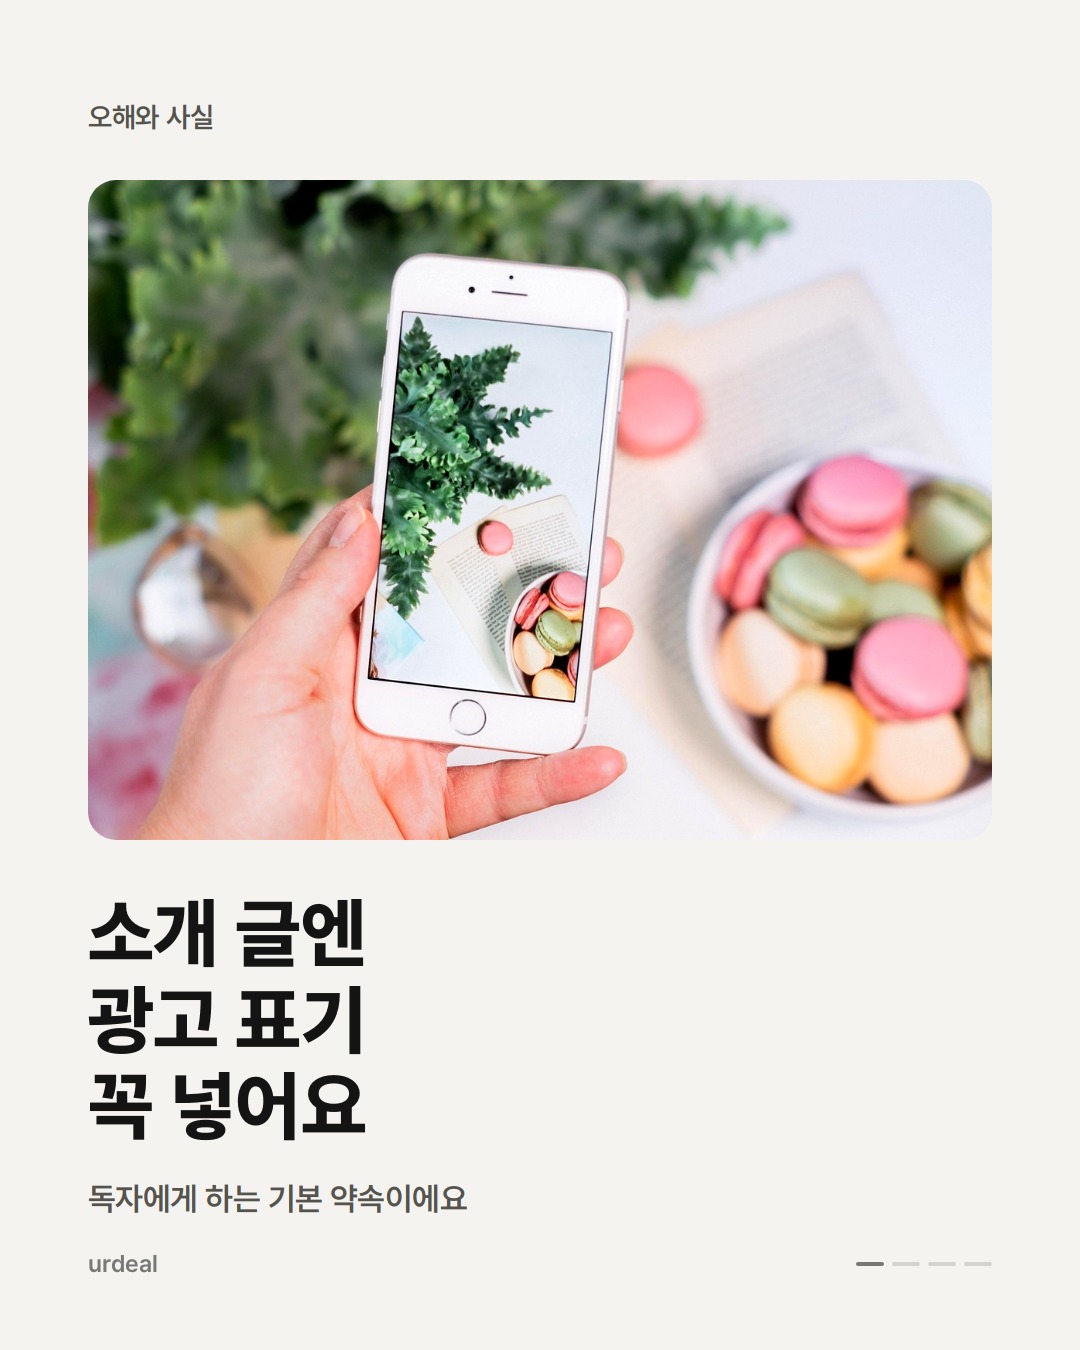 오해와 사실
소개 글엔
광고 표기
꼭 넣어요
독자에게 하는 기본 약속이에요
urdeal